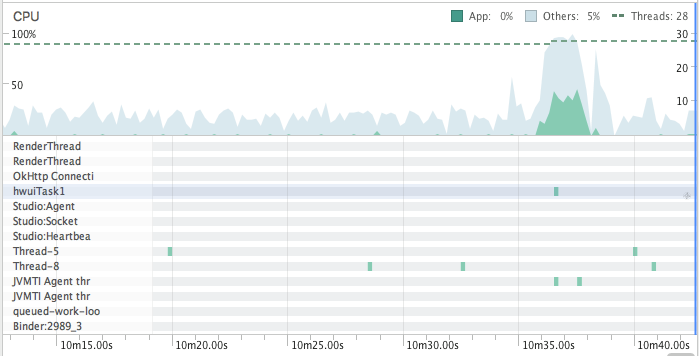 CPU App: 0% Others: 5% Threads: 28
100% 30
20
50
10
RenderThread
RenderThread
OkHttp Connecti
hwuiTask1
Studio:Agent
Studio:Socket
Studio:Heartbea
Thread-5
Thread-8
JVMTI Agent thr
JVMTI Agent thr
queued-work-loo
Binder:2989_3
10m15.00s 10m20.00s 10m25.00s 10m30.00s 10m35.00s 10m40.00s